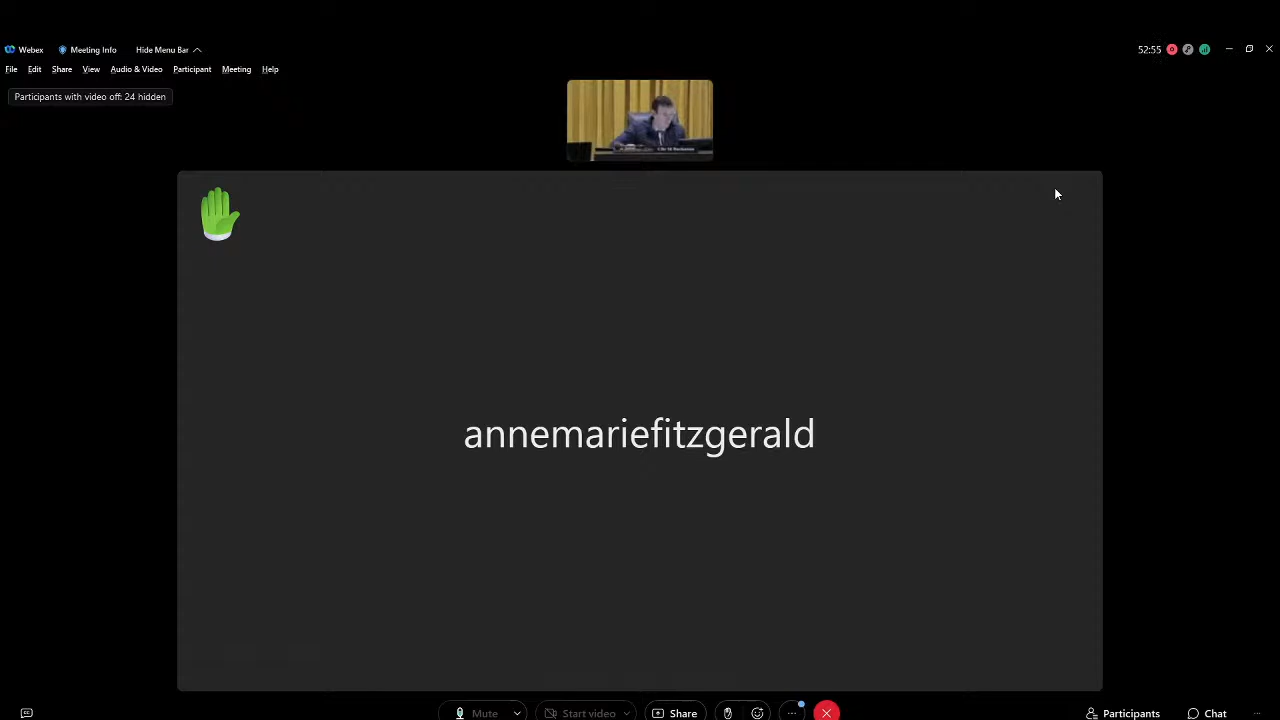 Webex Meeting Info Hide Menu Bar 52:55
File Edit Share View Audio & Video Participant Meeting Help
Participants with video off: 24 hidden
annemariefitzgerald
Mute Start video Share Participants Chat